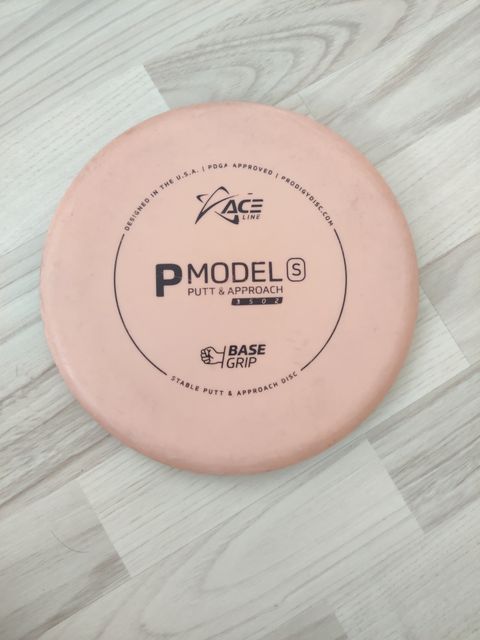 DESIGNED IN THE U.S.A. | PDGA APPROVED | PRODIGYDISC.COM
ACE
LINE
P MODEL S
PUTT & APPROACH
3 5 0 2
BASE
GRIP
STABLE PUTT & APPROACH DISC